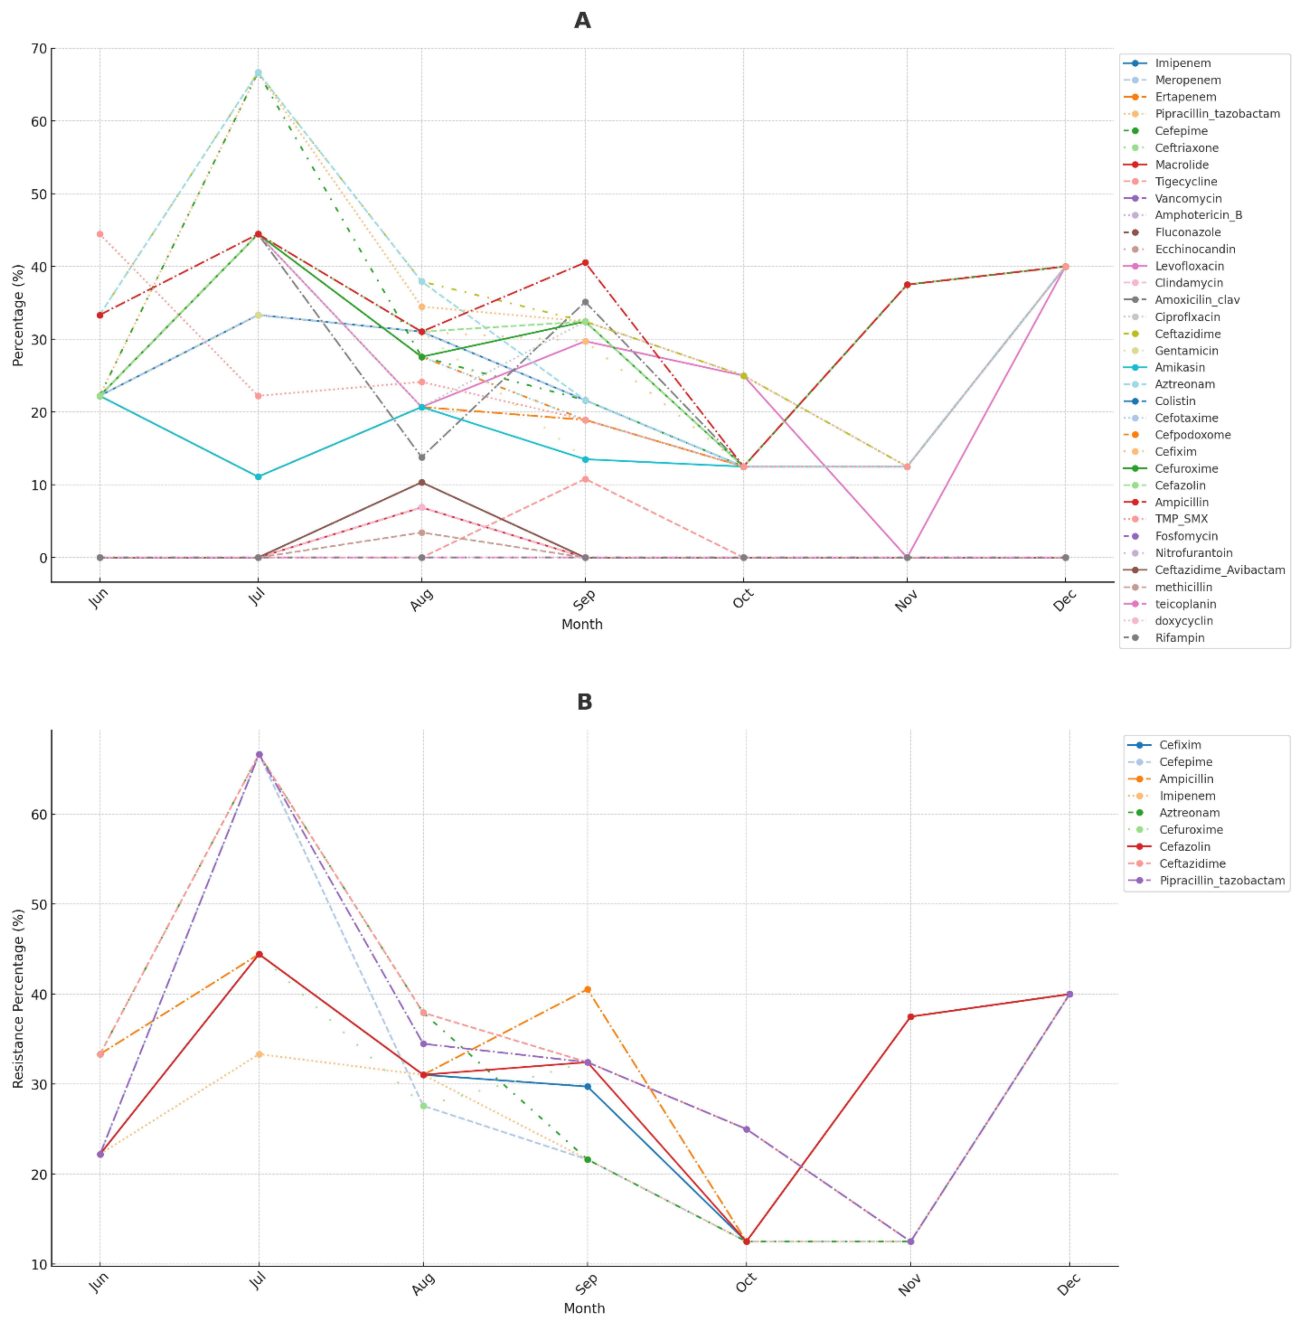 A
70
60
50
40
30
20
10
0
Percentage (%)
Jun
Jul
Aug
Sep
Oct
Nov
Dec
Month
Imipenem
Meropenem
Ertapenem
Pipracillin_tazobactam
Cefepime
Ceftriaxone
Macrolide
Tigecycline
Vancomycin
Amphotericin_B
Fluconazole
Ecchinocandin
Levofloxacin
Clindamycin
Amoxicilin_clav
Ciproflxacin
Ceftazidime
Gentamicin
Amikasin
Aztreonam
Colistin
Cefotaxime
Cefpodoxome
Cefixim
Cefuroxime
Cefazolin
Ampicillin
TMP_SMX
Fosfomycin
Nitrofurantoin
Ceftazidime_Avibactam
methicillin
teicoplanin
doxycyclin
Rifampin
B
60
50
40
30
20
10
Resistance Percentage (%)
Jun
Jul
Aug
Sep
Oct
Nov
Dec
Month
Cefixim
Cefepime
Ampicillin
Imipenem
Aztreonam
Cefuroxime
Cefazolin
Ceftazidime
Pipracillin_tazobactam